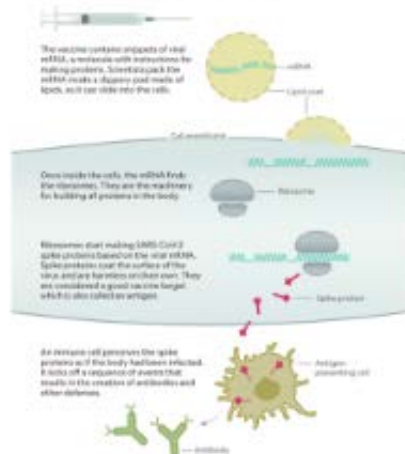 The vaccine contains snippets of viral
mRNA, a molecule with instructions for
making proteins. Scientists pack the
mRNA inside a slippery pod made of
lipids, so it can slide into the cells.
mRNA
Lipid coat
Cell membrane
Once inside the cells, the mRNA finds
the ribosomes. They are the machinery
for building all proteins in the body.
Ribosome
Ribosomes start making SARS-CoV-2
spike proteins based on the viral mRNA.
Spike proteins coat the surface of the
virus and are harmless on their own. They
are considered a good vaccine target
which is also called an antigen.
Spike protein
An immune cell perceives the spike
proteins as if the body had been infected.
It kicks off a sequence of events that
results in the creation of antibodies and
other defenses.
Antigen
presenting cell
Antibody